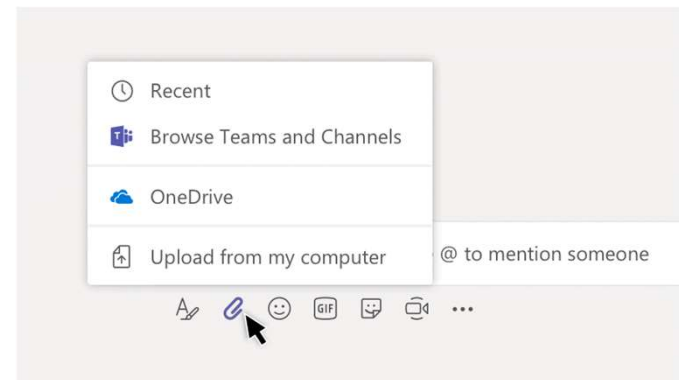 Recent
Browse Teams and Channels
OneDrive
Upload from my computer
@ to mention someone
GIF